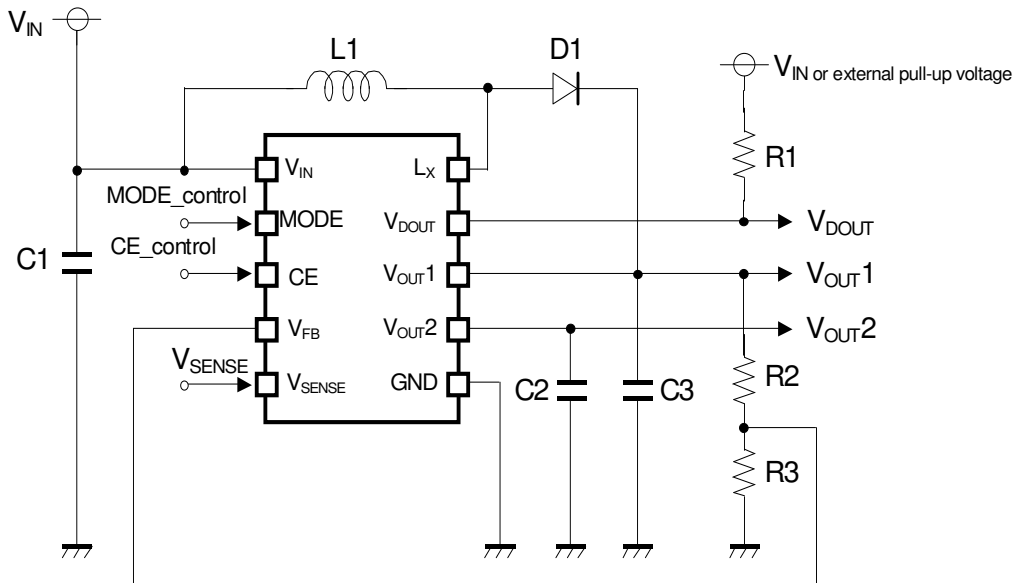 VIN
L1
D1
VIN or external pull-up voltage
R1
VIN
LX
MODE_control
MODE
VDOUT
VDOUT
CE_control
C1
CE
VOUT1
VOUT1
VFB
VOUT2
VOUT2
VSENSE
VSENSE
GND
C2
C3
R2
R3